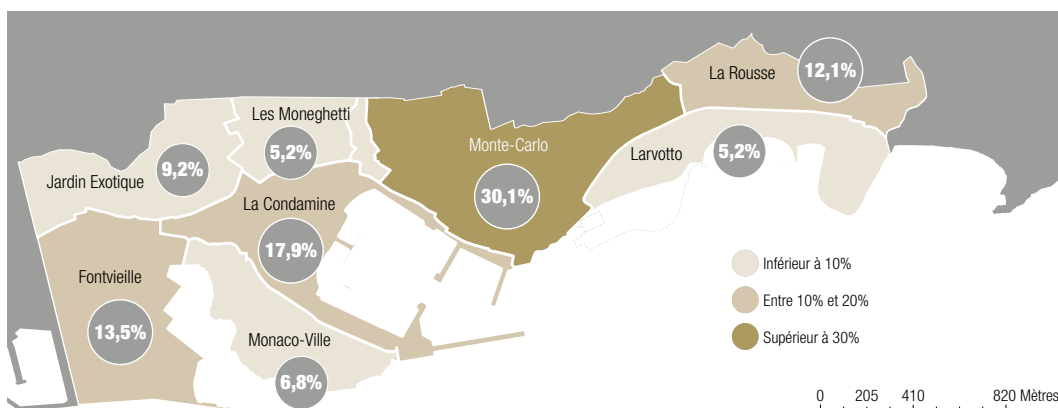 La Rousse
12,1%
Les Moneghetti
5,2%
Monte-Carlo
30,1%
Larvotto
5,2%
Jardin Exotique
9,2%
La Condamine
17,9%
Fontvieille
13,5%
Monaco-Ville
6,8%
Inférieur à 10%
Entre 10% et 20%
Supérieur à 30%
0 205 410 820 Mètres